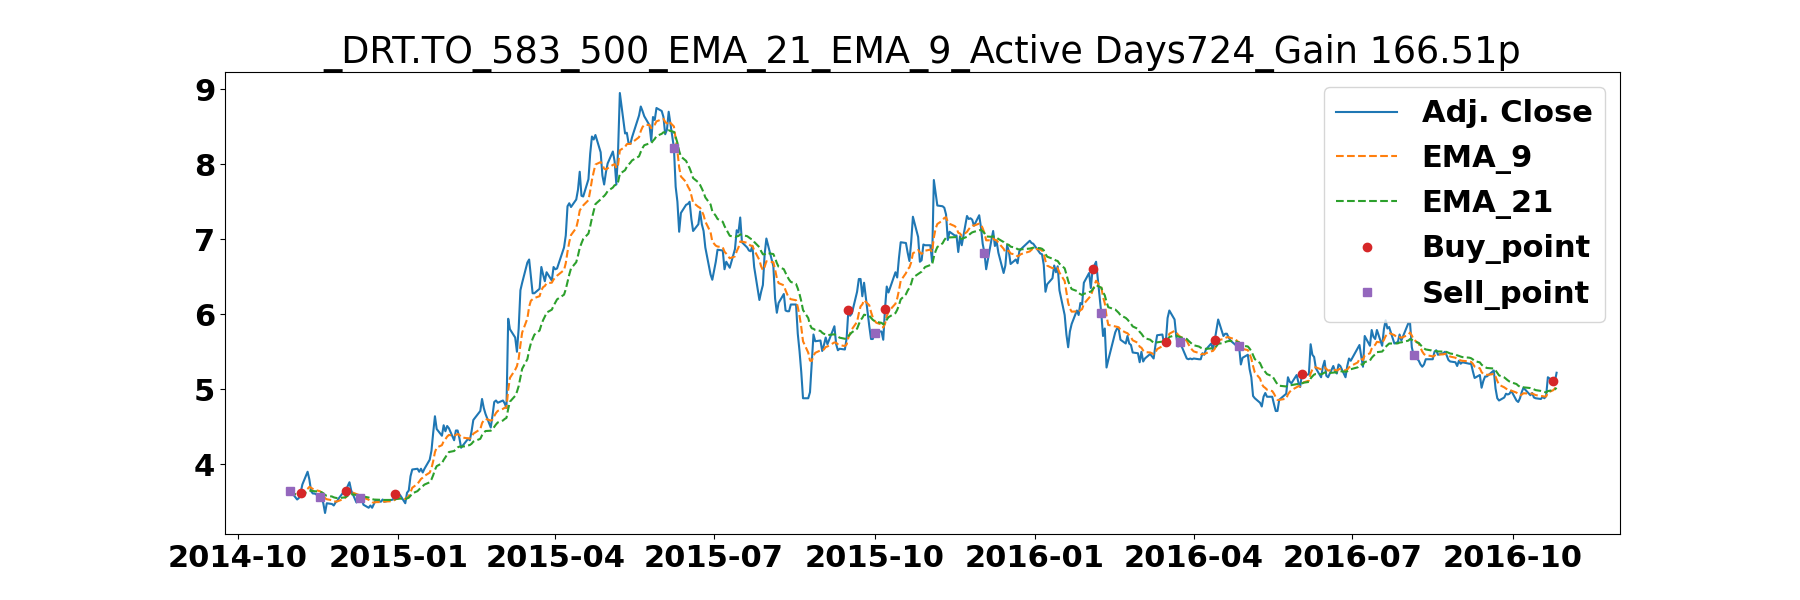 _DRT.TO_583_500_EMA_21_EMA_9_Active Days724_Gain 166.51p
Adj. Close
EMA_9
EMA_21
Buy_point
Sell_point
9
8
7
6
5
4
2014-10 2015-01 2015-04 2015-07 2015-10 2016-01 2016-04 2016-07 2016-10